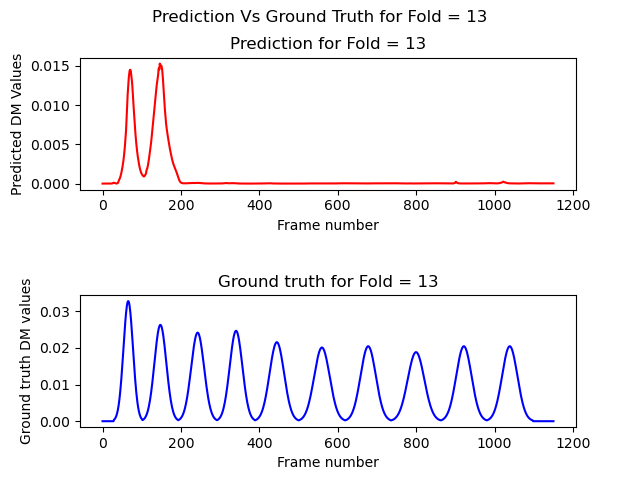 Prediction Vs Ground Truth for Fold = 13
Prediction for Fold = 13
Predicted DM Values
0.015
0.010
0.005
0.000
0 200 400 600 800 1000 1200
Frame number
Ground truth for Fold = 13
Ground truth DM values
0.03
0.02
0.01
0.00
0 200 400 600 800 1000 1200
Frame number